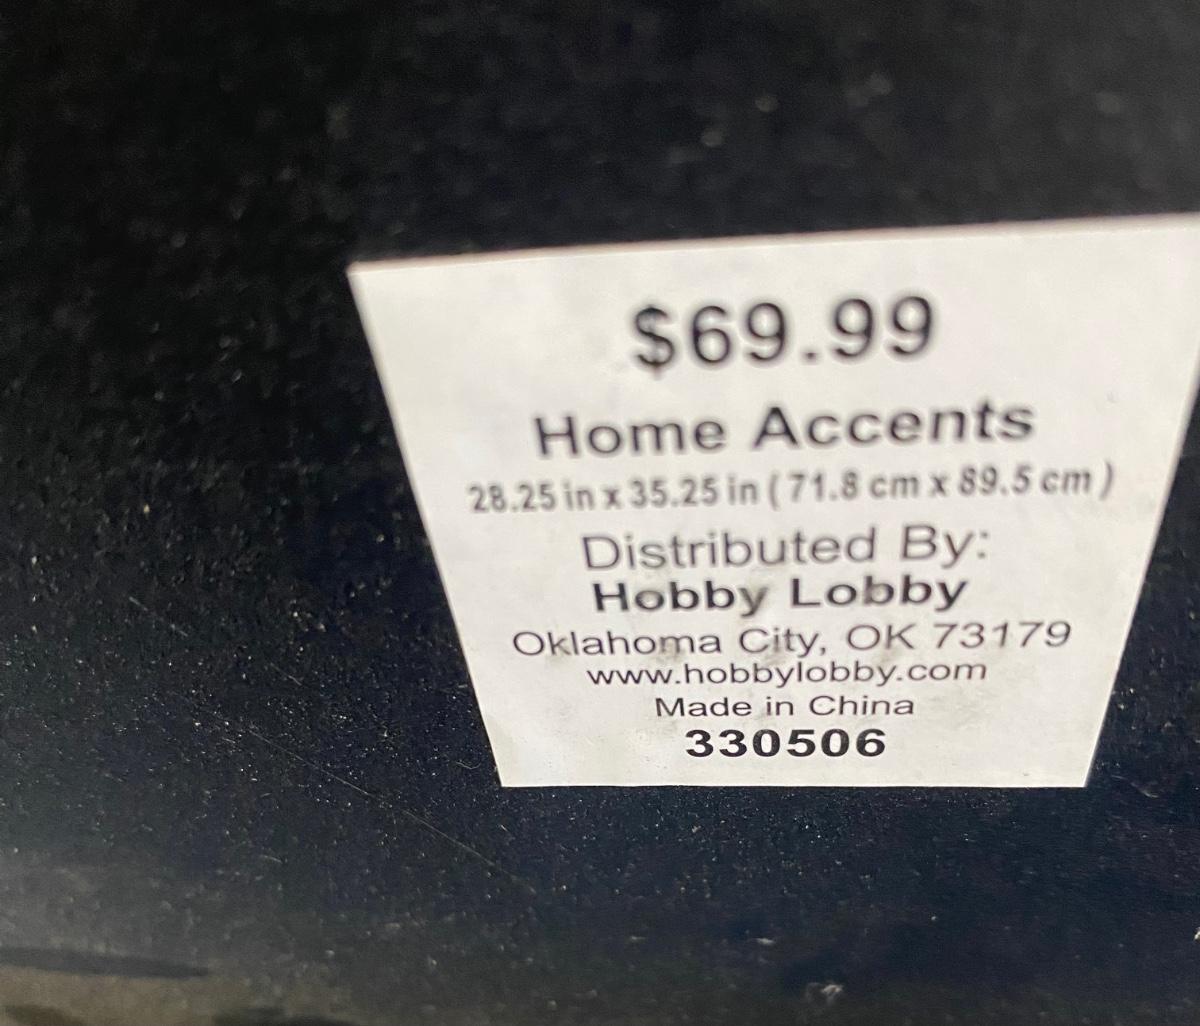 $69.99
Home Accents
28.25 in x 35.25 in ( 71.8 cm x 89.5 cm )
Distributed By:
Hobby Lobby
Oklahoma City, OK 73179
www.hobbylobby.com
Made in China
330506